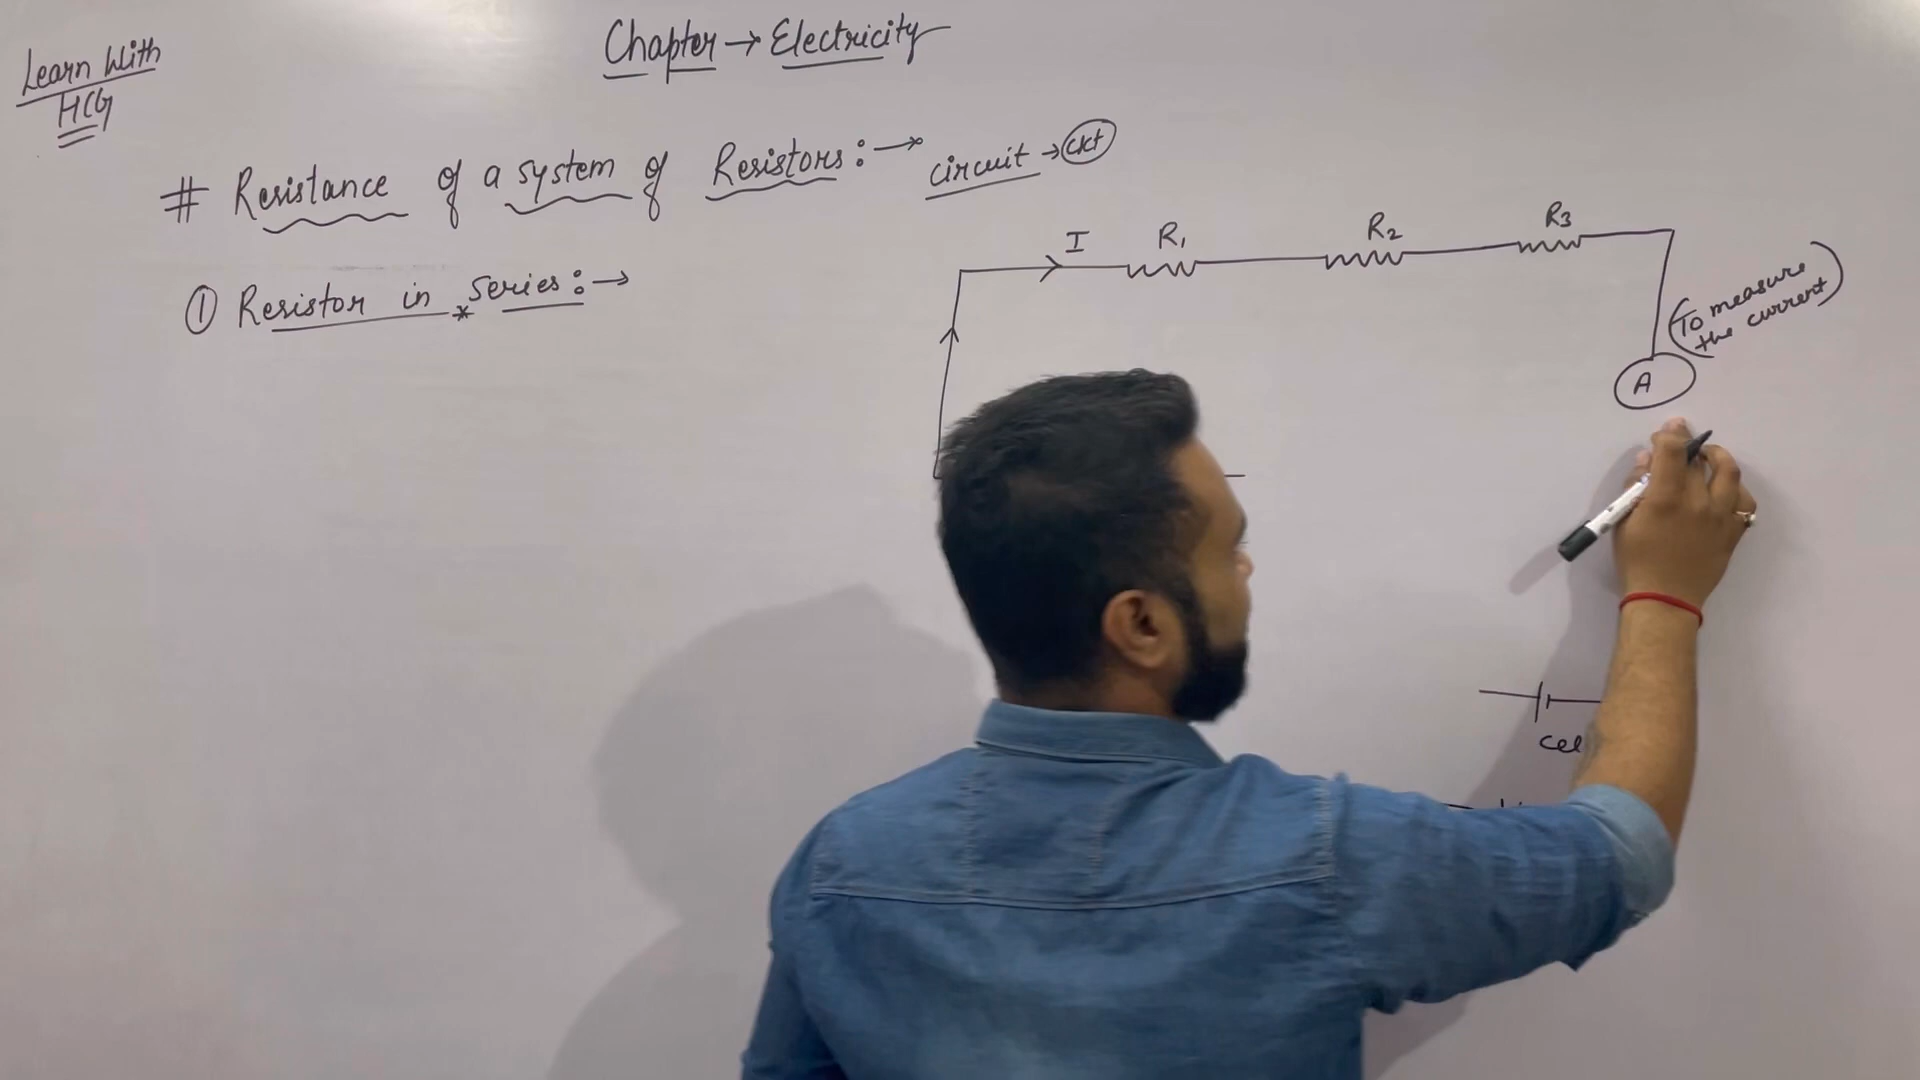 Learn With
HCG
Chapter → Electricity
# Resistance of a system of Resistors :→
circuit → ckt
① Resistor in * series :→
I R₁ R₂ R₃
(To measure
the current)
A